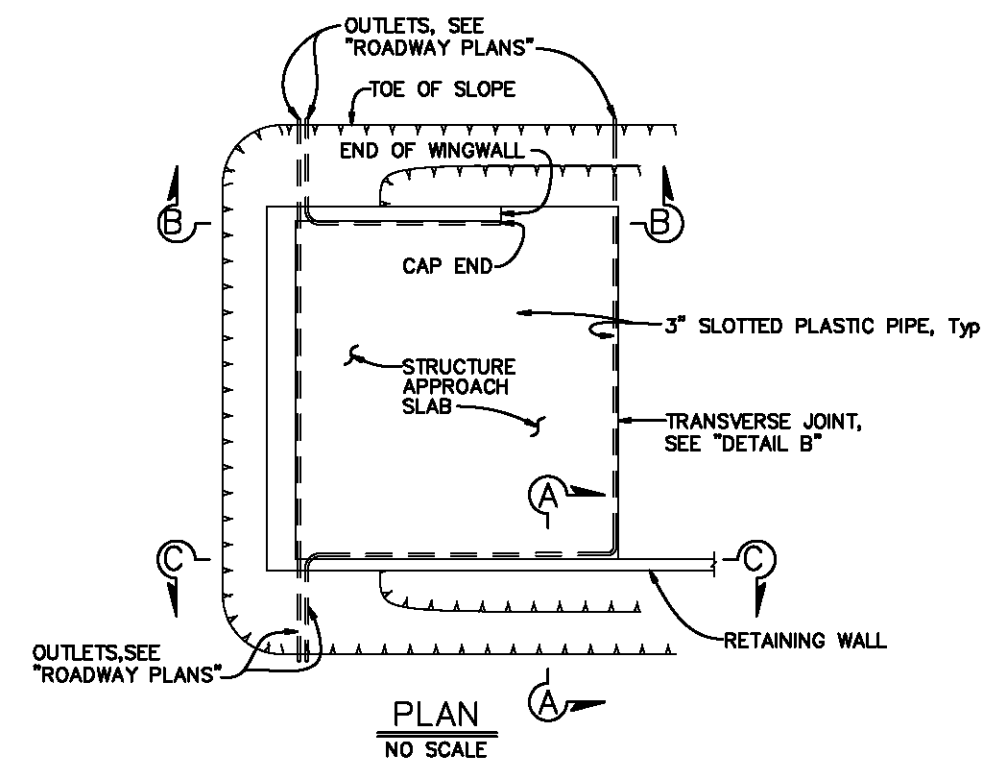 OUTLETS, SEE
"ROADWAY PLANS"
TOE OF SLOPE
END OF WINGWALL
B
B
CAP END
3" SLOTTED PLASTIC PIPE, Typ
STRUCTURE
APPROACH
SLAB
TRANSVERSE JOINT,
SEE "DETAIL B"
A
C
C
RETAINING WALL
OUTLETS,SEE
"ROADWAY PLANS"
A
PLAN
NO SCALE